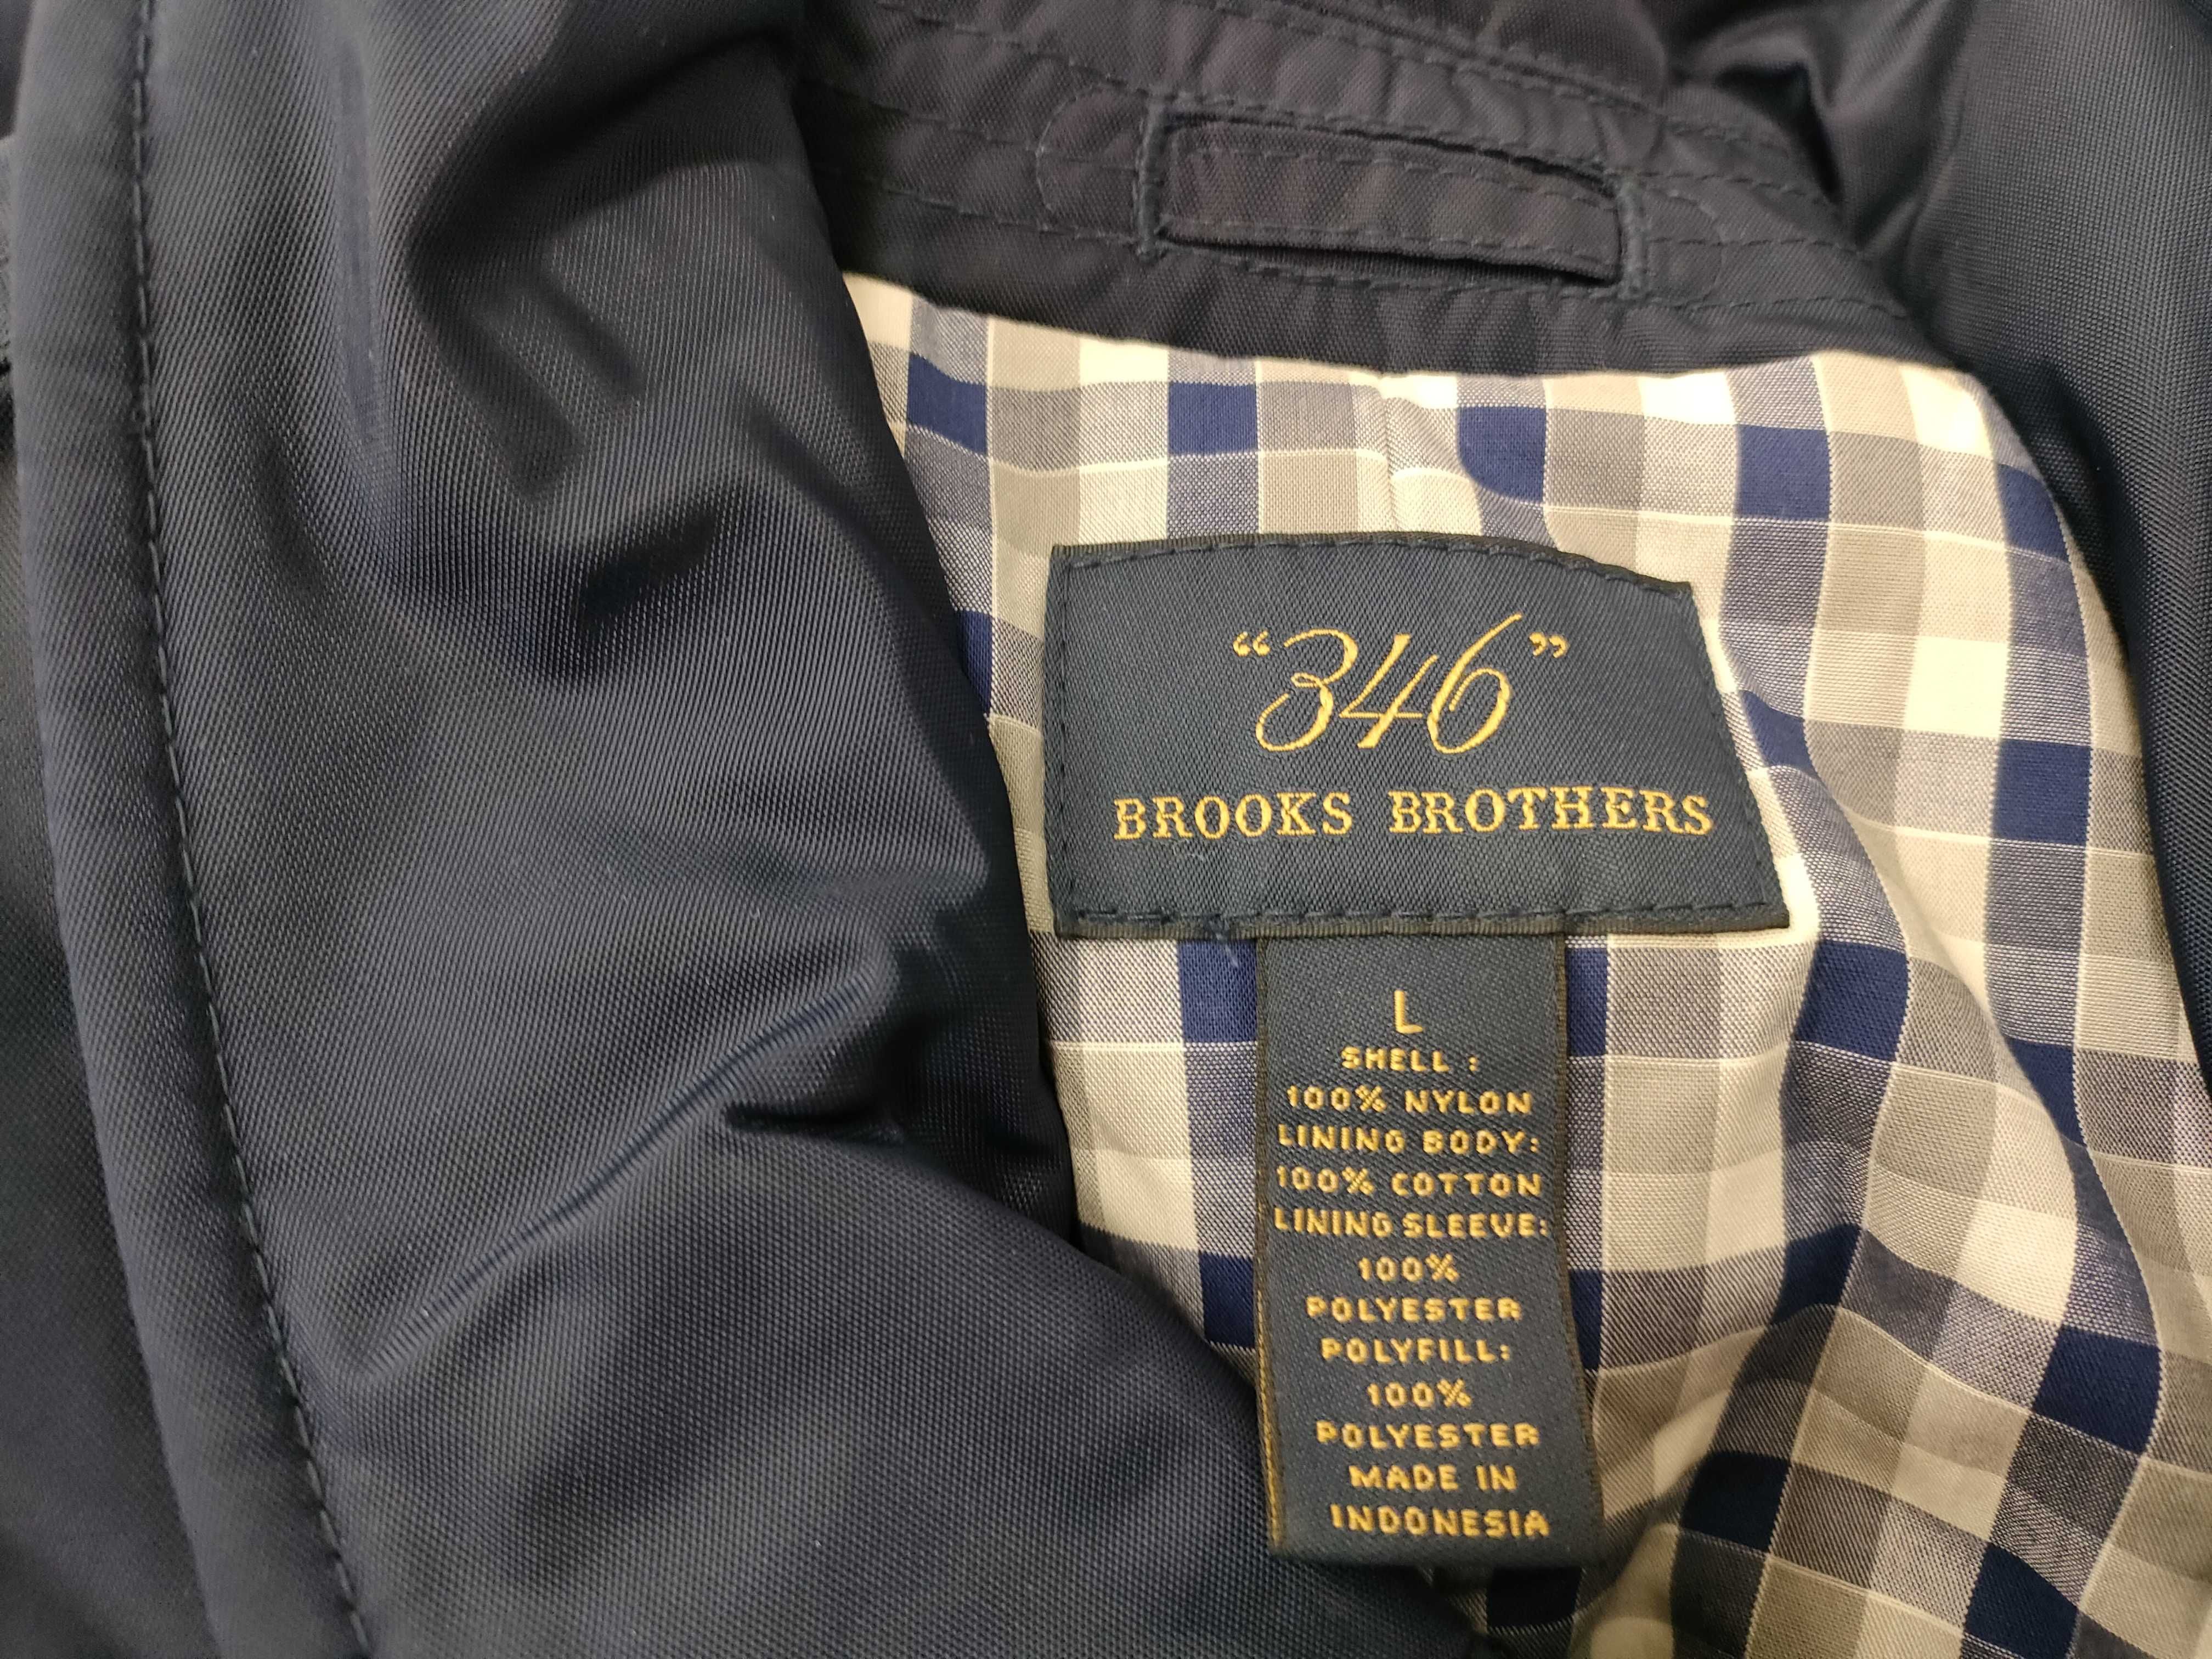 “346”
BROOKS BROTHERS
L
SHELL :
100% NYLON
LINING BODY:
100% COTTON
LINING SLEEVE:
100%
POLYESTER
POLYFILL:
100%
POLYESTER
MADE IN
INDONESIA